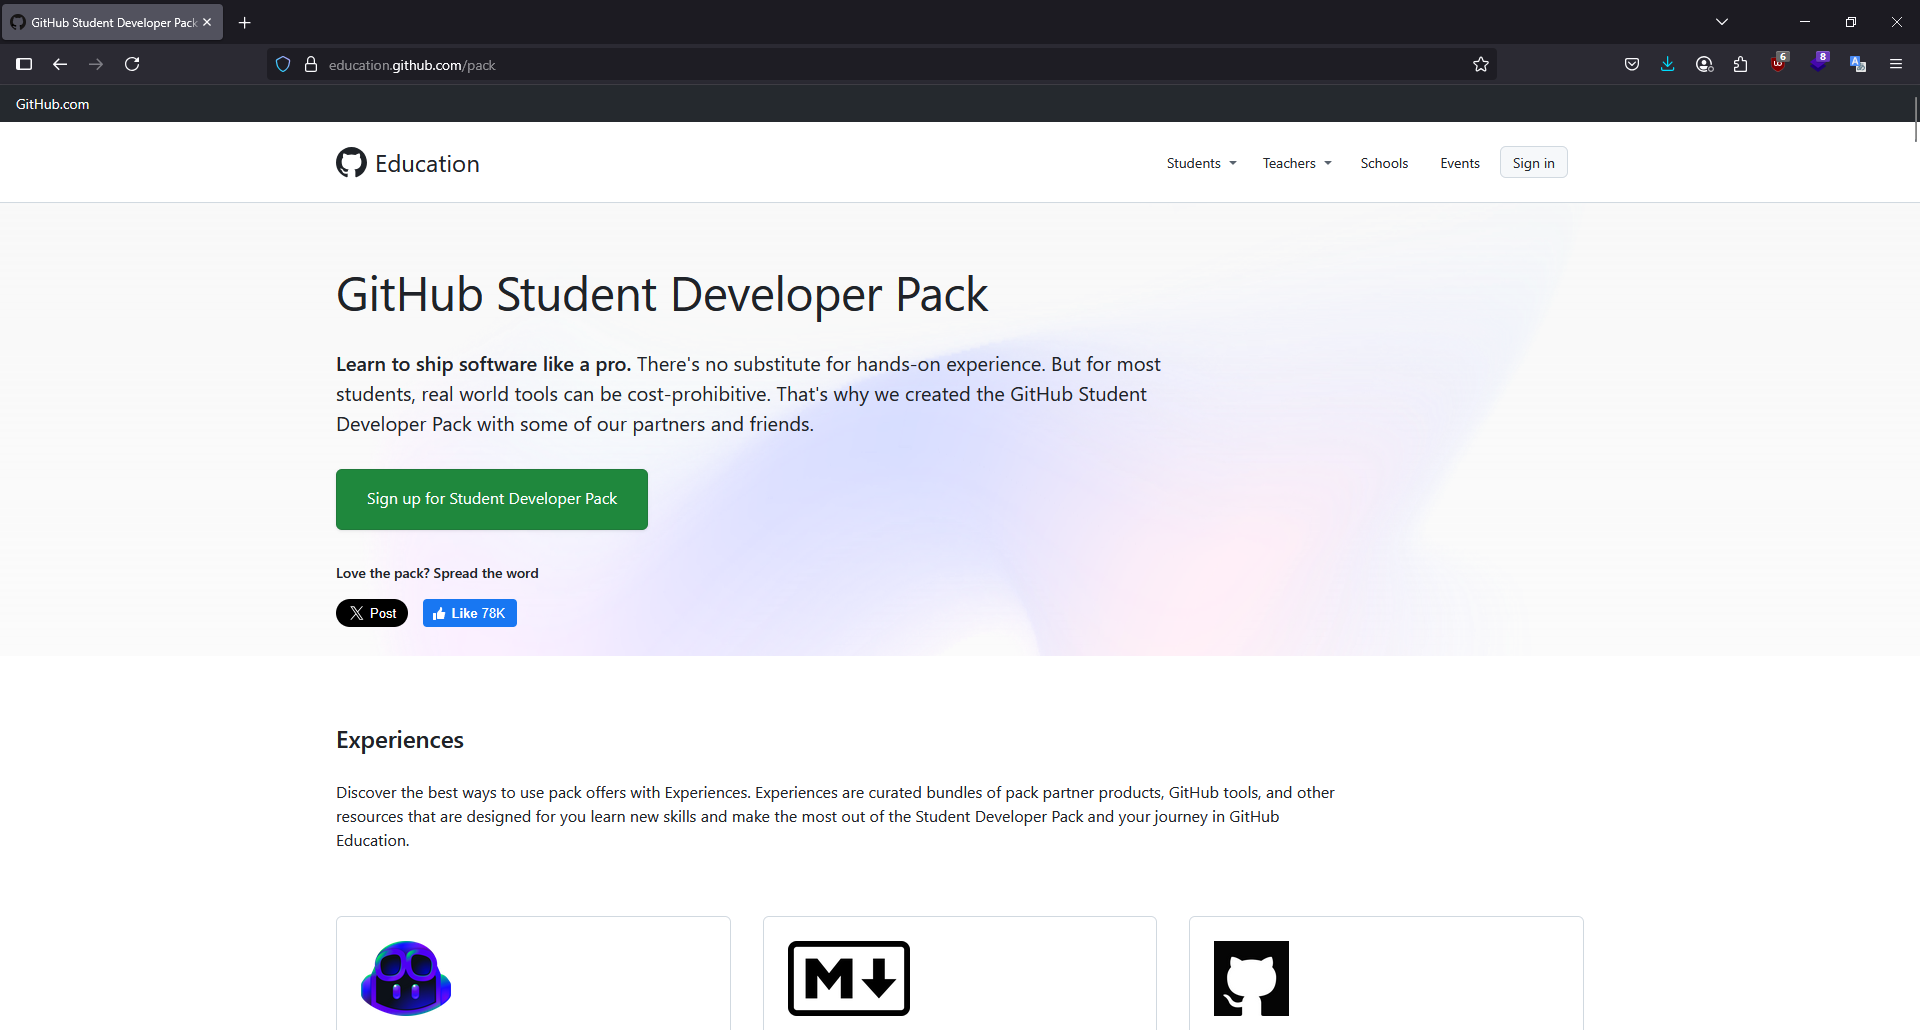 GitHub Student Developer Pack
education.github.com/pack
6
8
GitHub.com
Education
Students
Teachers
Schools
Events
Sign in
GitHub Student Developer Pack
Learn to ship software like a pro. There's no substitute for hands-on experience. But for most
students, real world tools can be cost-prohibitive. That's why we created the GitHub Student
Developer Pack with some of our partners and friends.
Sign up for Student Developer Pack
Love the pack? Spread the word
Post
Like 78K
Experiences
Discover the best ways to use pack offers with Experiences. Experiences are curated bundles of pack partner products, GitHub tools, and other
resources that are designed for you learn new skills and make the most out of the Student Developer Pack and your journey in GitHub
Education.
M